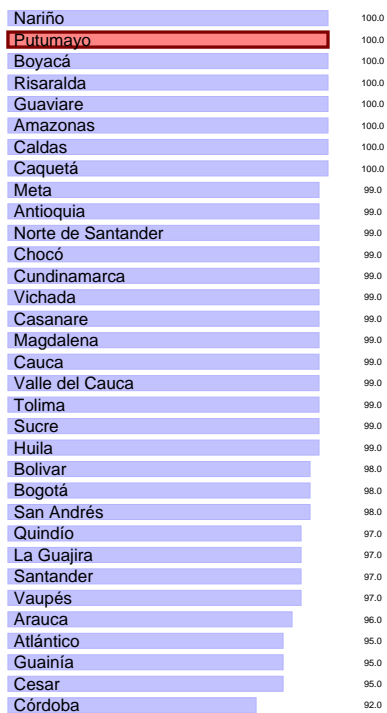 Nariño 100.0
Putumayo 100.0
Boyacá 100.0
Risaralda 100.0
Guaviare 100.0
Amazonas 100.0
Caldas 100.0
Caquetá 100.0
Meta 99.0
Antioquia 99.0
Norte de Santander 99.0
Chocó 99.0
Cundinamarca 99.0
Vichada 99.0
Casanare 99.0
Magdalena 99.0
Cauca 99.0
Valle del Cauca 99.0
Tolima 99.0
Sucre 99.0
Huila 99.0
Bolivar 98.0
Bogotá 98.0
San Andrés 98.0
Quindío 97.0
La Guajira 97.0
Santander 97.0
Vaupés 97.0
Arauca 96.0
Atlántico 95.0
Guainía 95.0
Cesar 95.0
Córdoba 92.0